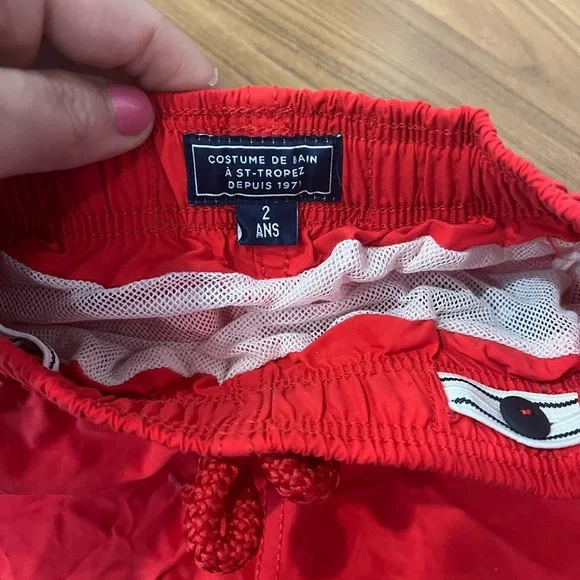 COSTUME DE BAIN
À ST-TROPEZ
DEPUIS 1971
2
ANS